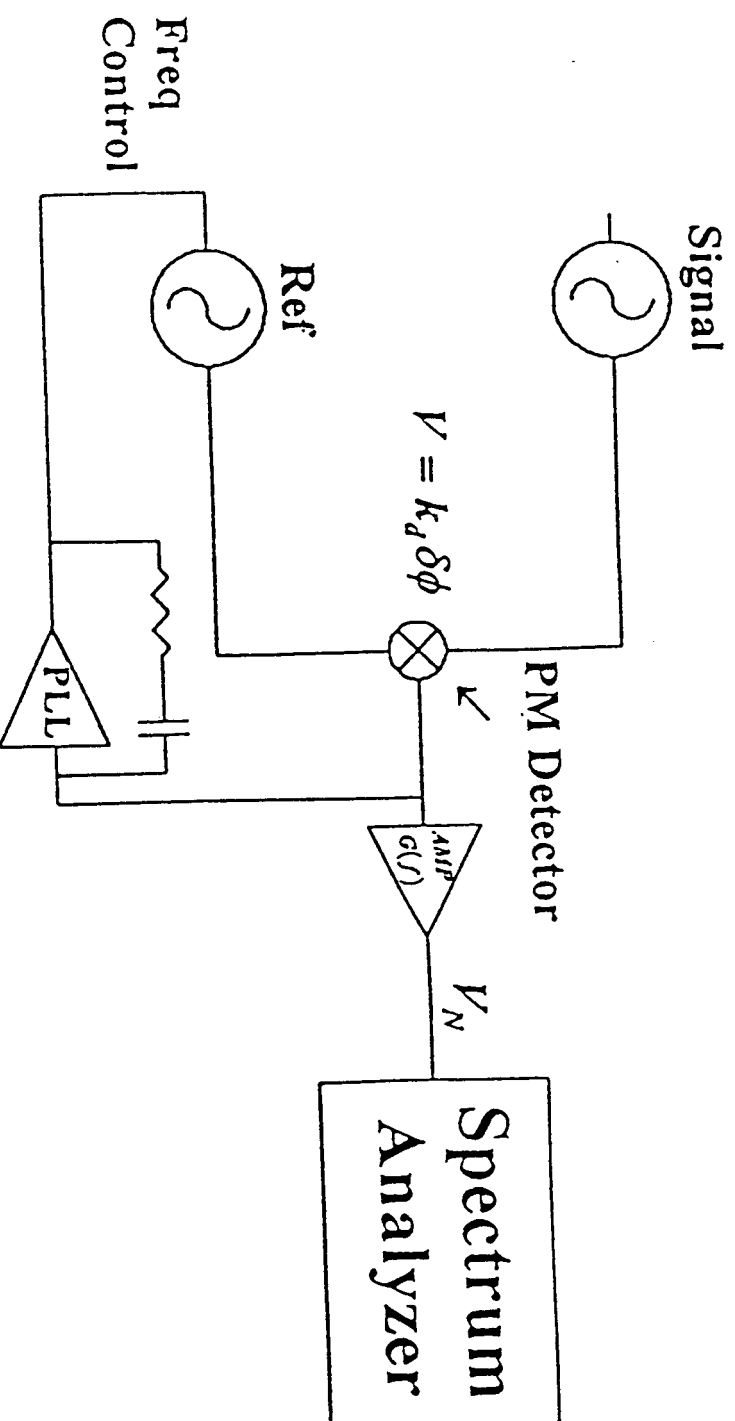 Signal
PM Detector
V = k_d δφ
AMP
G(f)
V_N
Spectrum
Analyzer
Ref
Freq
Control
PLL